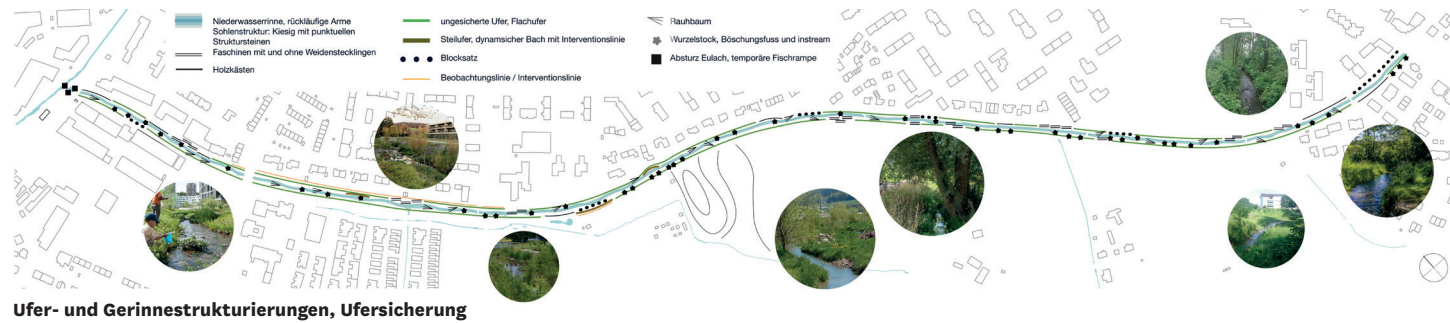 Niederwasserrinne, rückläufige Arme
Sohlenstruktur: Kiesig mit punktuellen
Struktursteinen
Faschinen mit und ohne Weidenstecklingen
Holzkästen
ungesicherte Ufer, Flachufer
Steilufer, dynamsicher Bach mit Interventionslinie
Blocksatz
Beobachtungslinie / Interventionslinie
Rauhbaum
Wurzelstock, Böschungsfuss und instream
Absturz Eulach, temporäre Fischrampe
Ufer- und Gerinnestrukturierungen, Ufersicherung